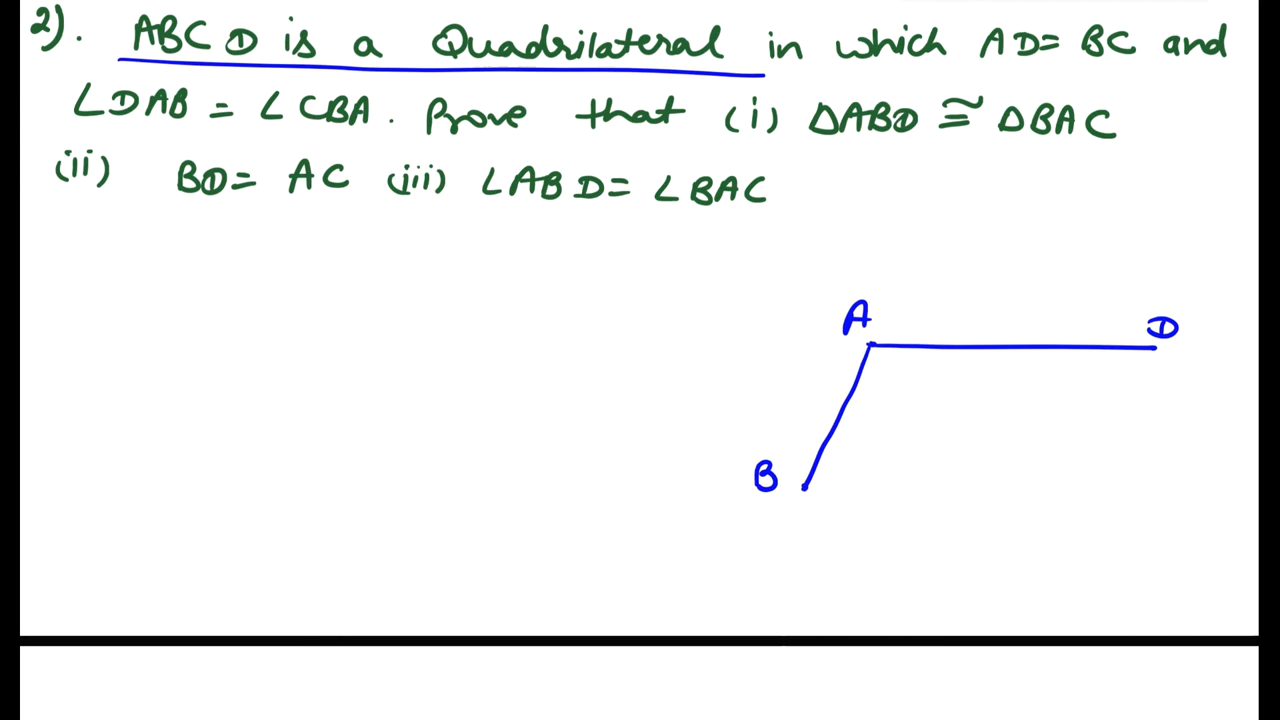 2). ABCD is a Quadrilateral in which AD= BC and
∠DAB = ∠CBA. Prove that (i) ΔABD ≅ ΔBAC
(ii) BD= AC (iii) ∠ABD= ∠BAC
A
D
B